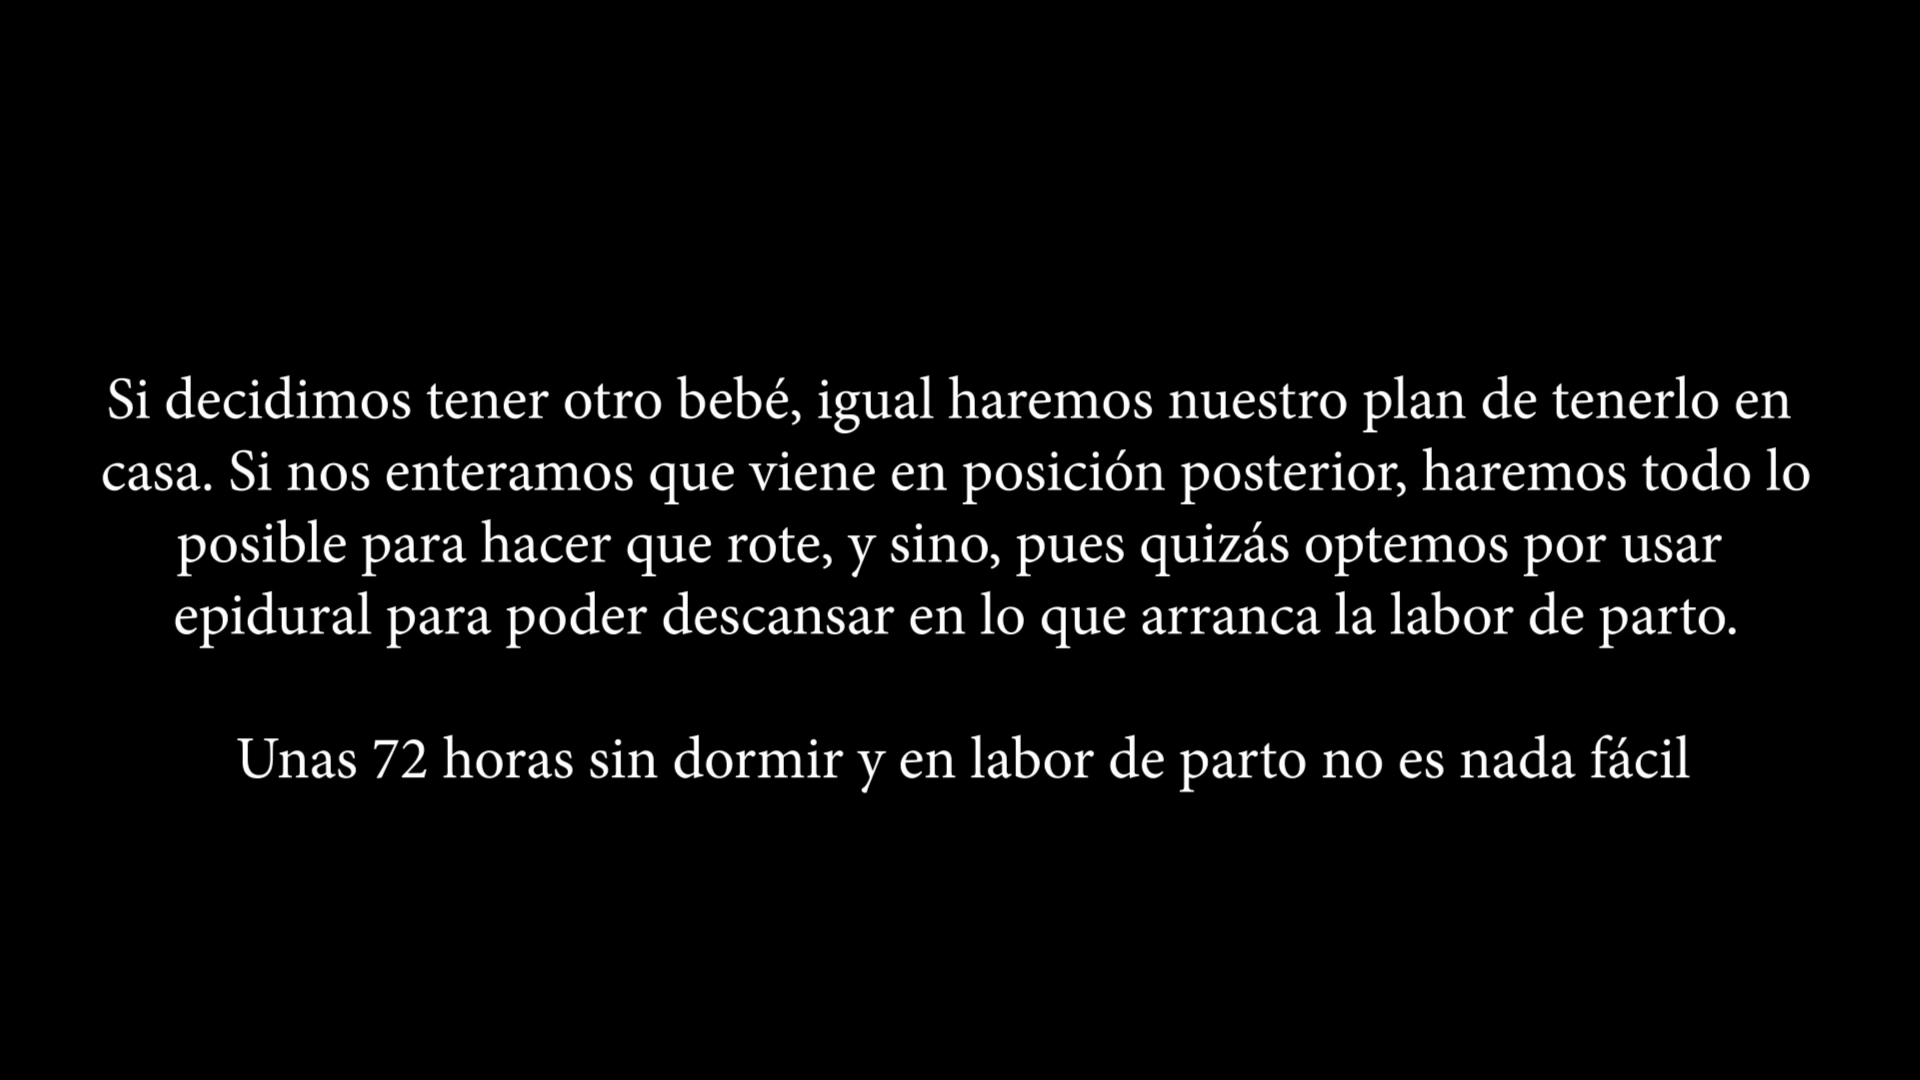 Si decidimos tener otro bebé, igual haremos nuestro plan de tenerlo en
casa. Si nos enteramos que viene en posición posterior, haremos todo lo
posible para hacer que rote, y sino, pues quizás optemos por usar
epidural para poder descansar en lo que arranca la labor de parto.
Unas 72 horas sin dormir y en labor de parto no es nada fácil